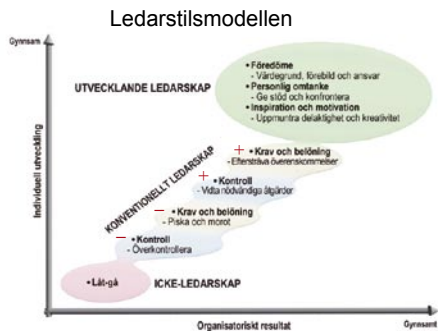 Ledarstilsmodellen
Gynnsam
UTVECKLANDE LEDARSKAP
• Föredöme
- Värdegrund, förebild och ansvar
• Personlig omtanke
- Ge stöd och konfrontera
• Inspiration och motivation
- Uppmuntra delaktighet och kreativitet
KONVENTIONELLT LEDARSKAP
+ • Krav och belöning
- Eftersträva överenskommelser
+ • Kontroll
- Vidta nödvändiga åtgärder
– • Krav och belöning
- Piska och morot
– • Kontroll
- Överkontrollera
• Låt-gå
ICKE-LEDARSKAP
Individuell utveckling
Organisatoriskt resultat
Gynnsamt